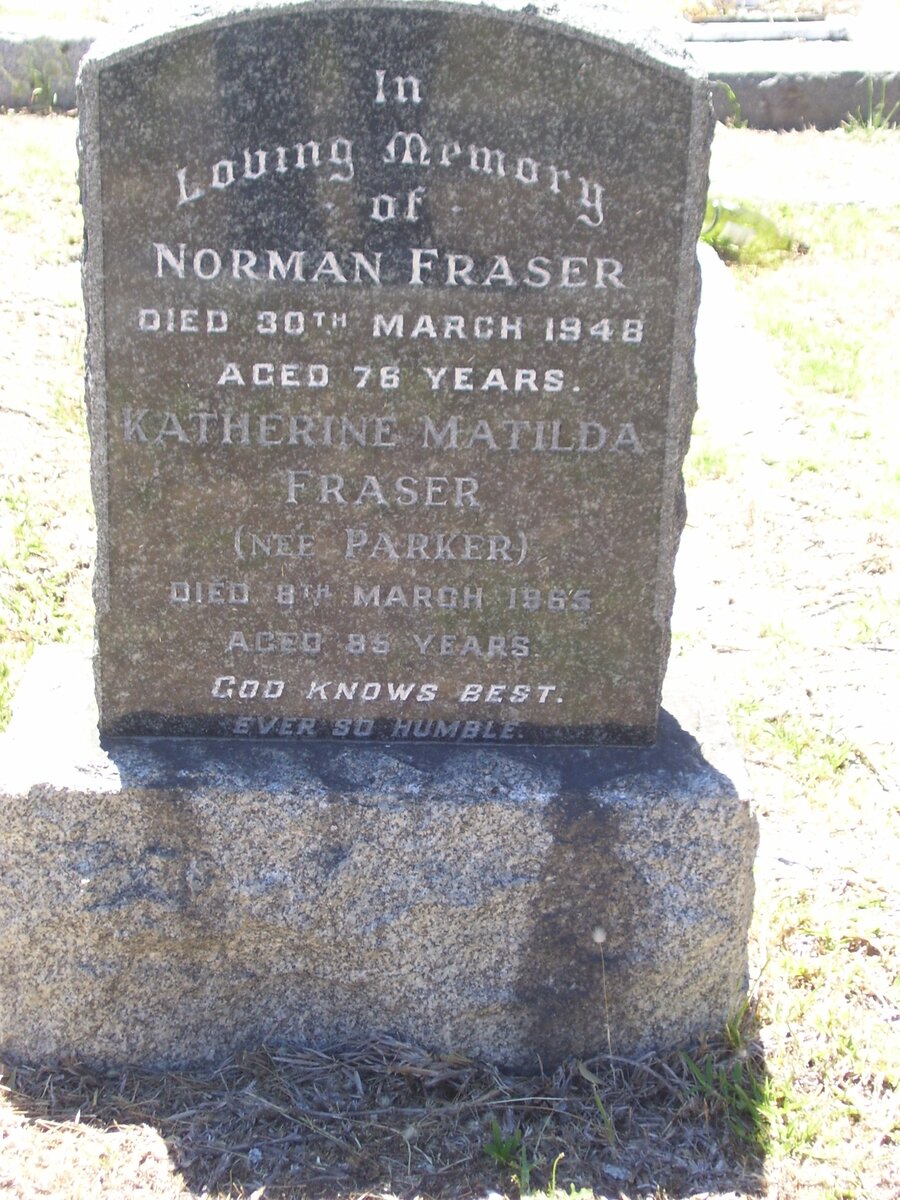 In
Loving Memory
of
NORMAN FRASER
DIED 30TH MARCH 1948
AGED 76 YEARS.
KATHERINE MATILDA
FRASER
(NÉE PARKER)
DIED 8TH MARCH 1965
AGED 85 YEARS.
GOD KNOWS BEST.
EVER SO HUMBLE.